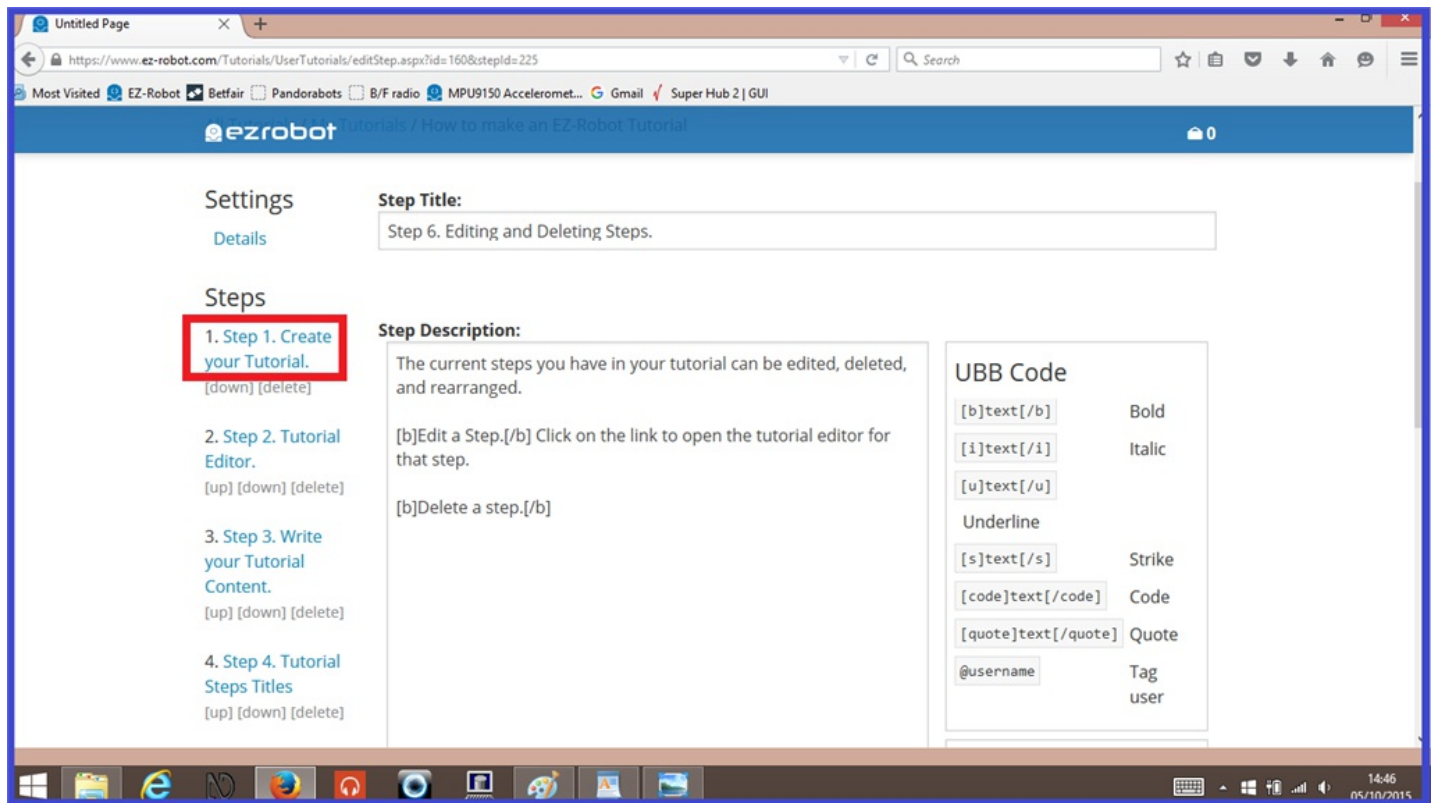 Untitled Page
https://www.ez-robot.com/Tutorials/UserTutorials/editStep.aspx?id=160&stepId=225
Search
Most Visited EZ-Robot Betfair Pandorabots B/F radio MPU9150 Acceleromet... Gmail Super Hub 2 | GUI
ezrobot
Tutorials / How to make an EZ-Robot Tutorial
0
Settings
Details
Steps
1. Step 1. Create
your Tutorial.
[down] [delete]
2. Step 2. Tutorial
Editor.
[up] [down] [delete]
3. Step 3. Write
your Tutorial
Content.
[up] [down] [delete]
4. Step 4. Tutorial
Steps Titles
[up] [down] [delete]
Step Title:
Step 6. Editing and Deleting Steps.
Step Description:
The current steps you have in your tutorial can be edited, deleted,
and rearranged.
[b]Edit a Step.[/b] Click on the link to open the tutorial editor for
that step.
[b]Delete a step.[/b]
UBB Code
[b]text[/b] Bold
[i]text[/i] Italic
[u]text[/u]
Underline
[s]text[/s] Strike
[code]text[/code] Code
[quote]text[/quote] Quote
@username Tag
user
14:46
05/10/2015